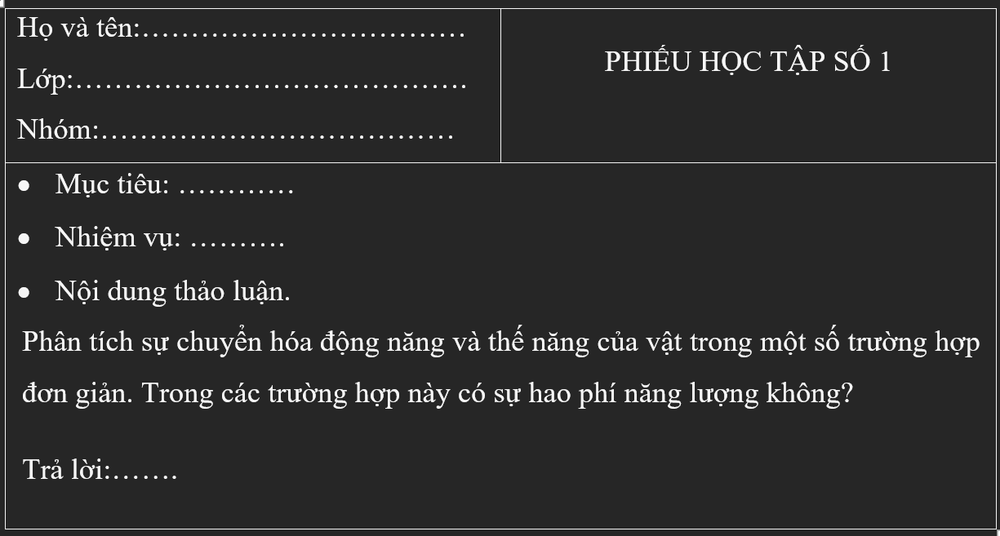 Họ và tên:……………………………
Lớp:………………………………….
Nhóm:………………………………
PHIẾU HỌC TẬP SỐ 1
• Mục tiêu: …………
• Nhiệm vụ: ……….
• Nội dung thảo luận.
Phân tích sự chuyển hóa động năng và thế năng của vật trong một số trường hợp
đơn giản. Trong các trường hợp này có sự hao phí năng lượng không?
Trả lời:…….